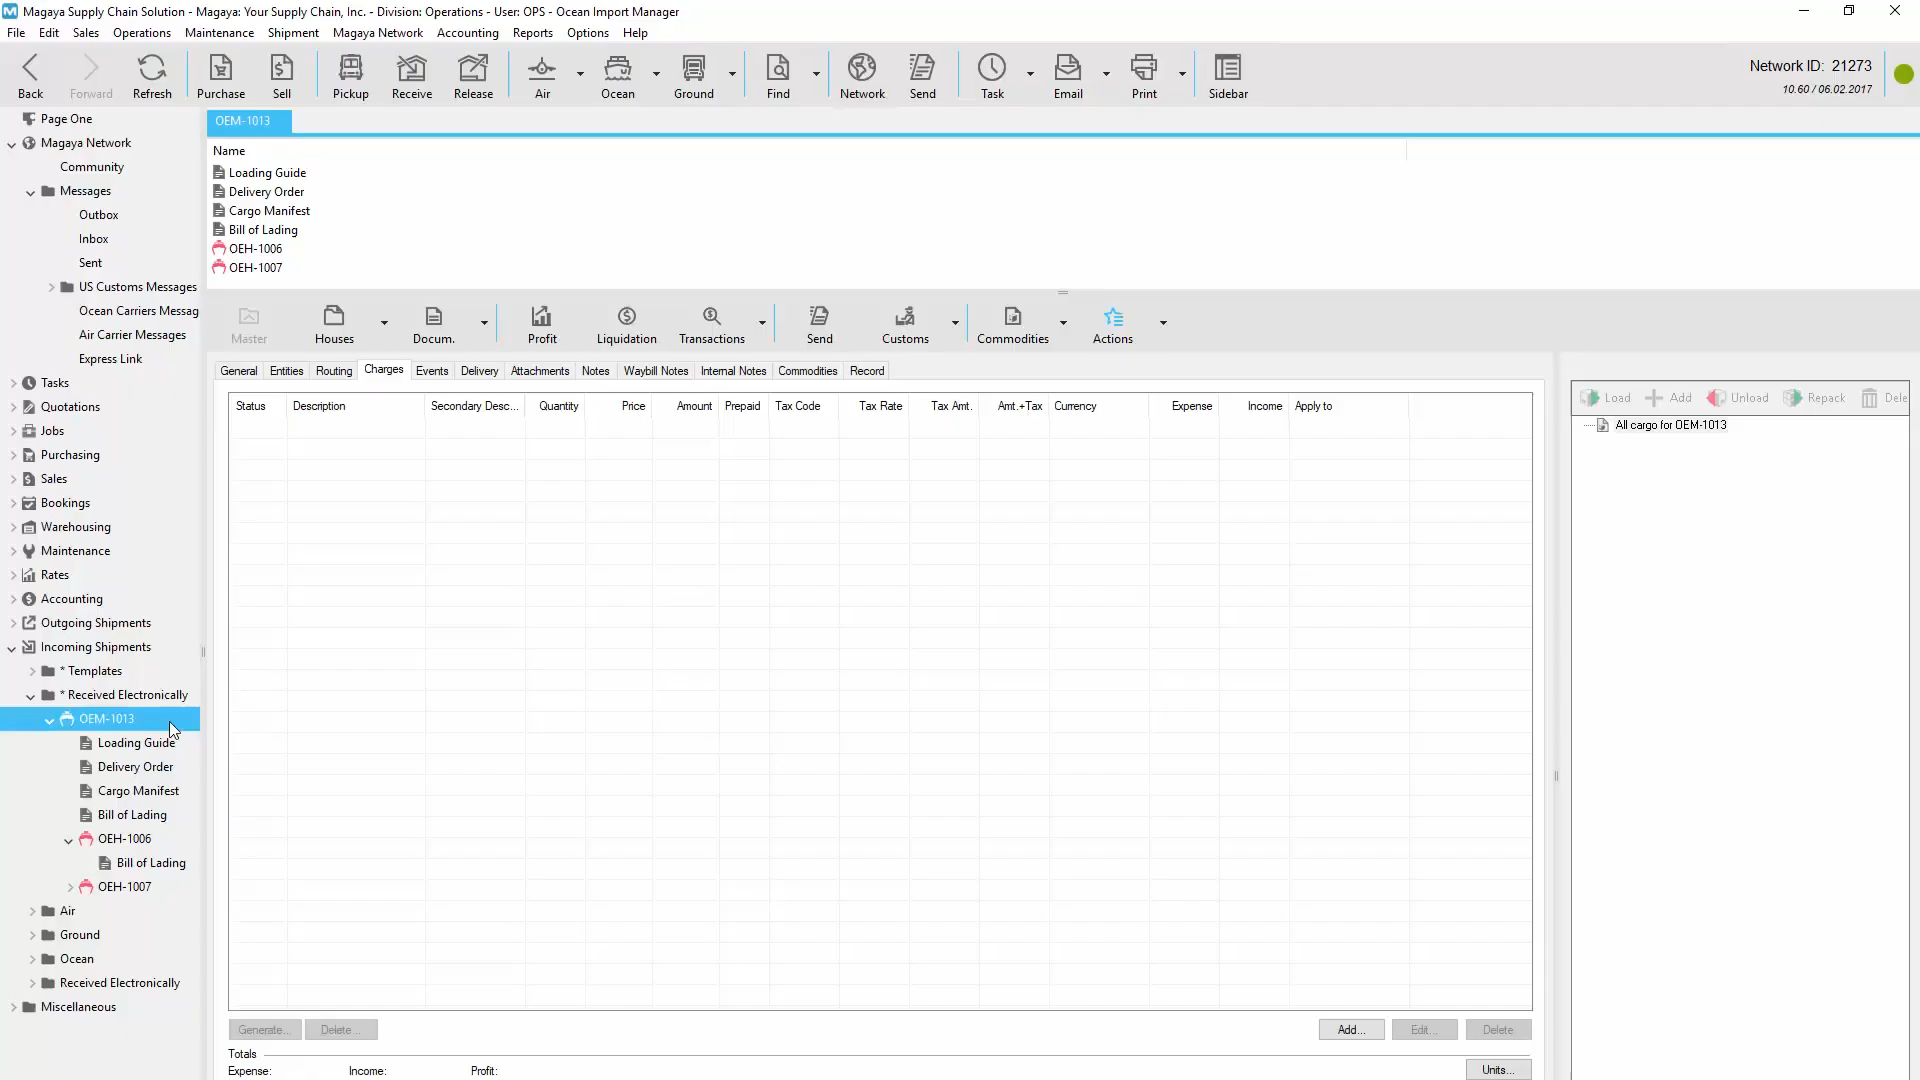 Magaya Supply Chain Solution - Magaya: Your Supply Chain, Inc. - Division: Operations - User: OPS - Ocean Import Manager
File Edit Sales Operations Maintenance Shipment Magaya Network Accounting Reports Options Help
Back Forward Refresh Purchase Sell Pickup Receive Release Air Ocean Ground Find Network Send Task Email Print Sidebar
Network ID: 21273
10.60 / 06.02.2017
Page One
Magaya Network
Community
Messages
Outbox
Inbox
Sent
US Customs Messages
Ocean Carriers Messag
Air Carrier Messages
Express Link
Tasks
Quotations
Jobs
Purchasing
Sales
Bookings
Warehousing
Maintenance
Rates
Accounting
Outgoing Shipments
Incoming Shipments
* Templates
* Received Electronically
OEM-1013
Loading Guide
Delivery Order
Cargo Manifest
Bill of Lading
OEH-1006
Bill of Lading
OEH-1007
Air
Ground
Ocean
Received Electronically
Miscellaneous
OEM-1013
Name
Loading Guide
Delivery Order
Cargo Manifest
Bill of Lading
OEH-1006
OEH-1007
Master Houses Docum. Profit Liquidation Transactions Send Customs Commodities Actions
General Entities Routing Charges Events Delivery Attachments Notes Waybill Notes Internal Notes Commodities Record
Status Description Secondary Desc... Quantity Price Amount Prepaid Tax Code Tax Rate Tax Amt. Amt.+Tax Currency Expense Income Apply to
Generate... Delete... Add... Edit... Delete
Totals
Expense: Income: Profit: Units...
Load Add Unload Repack Dele
All cargo for OEM-1013